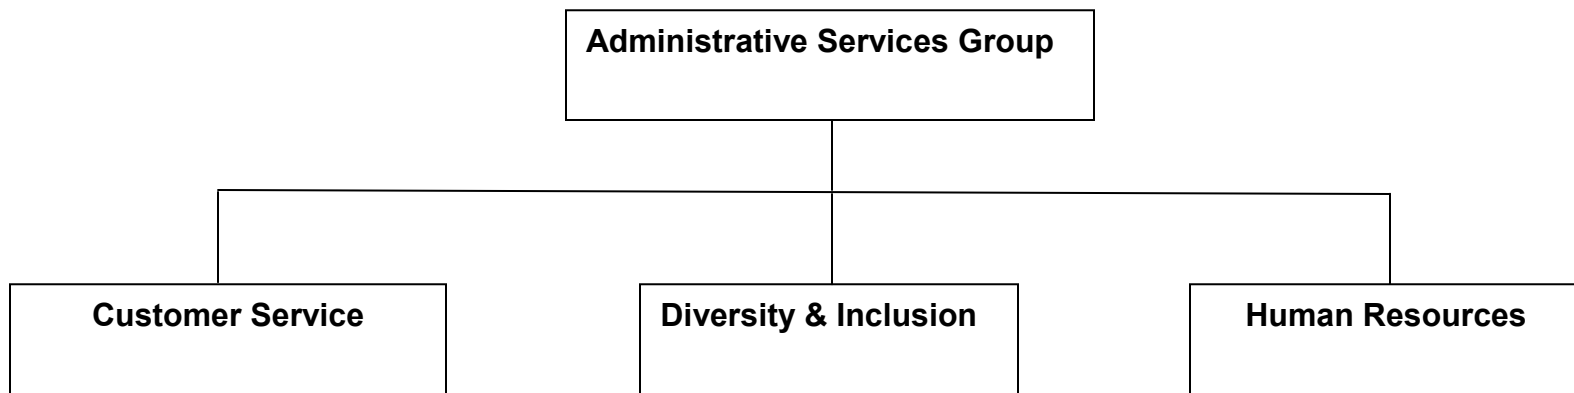 Administrative Services Group
Customer Service
Diversity & Inclusion
Human Resources